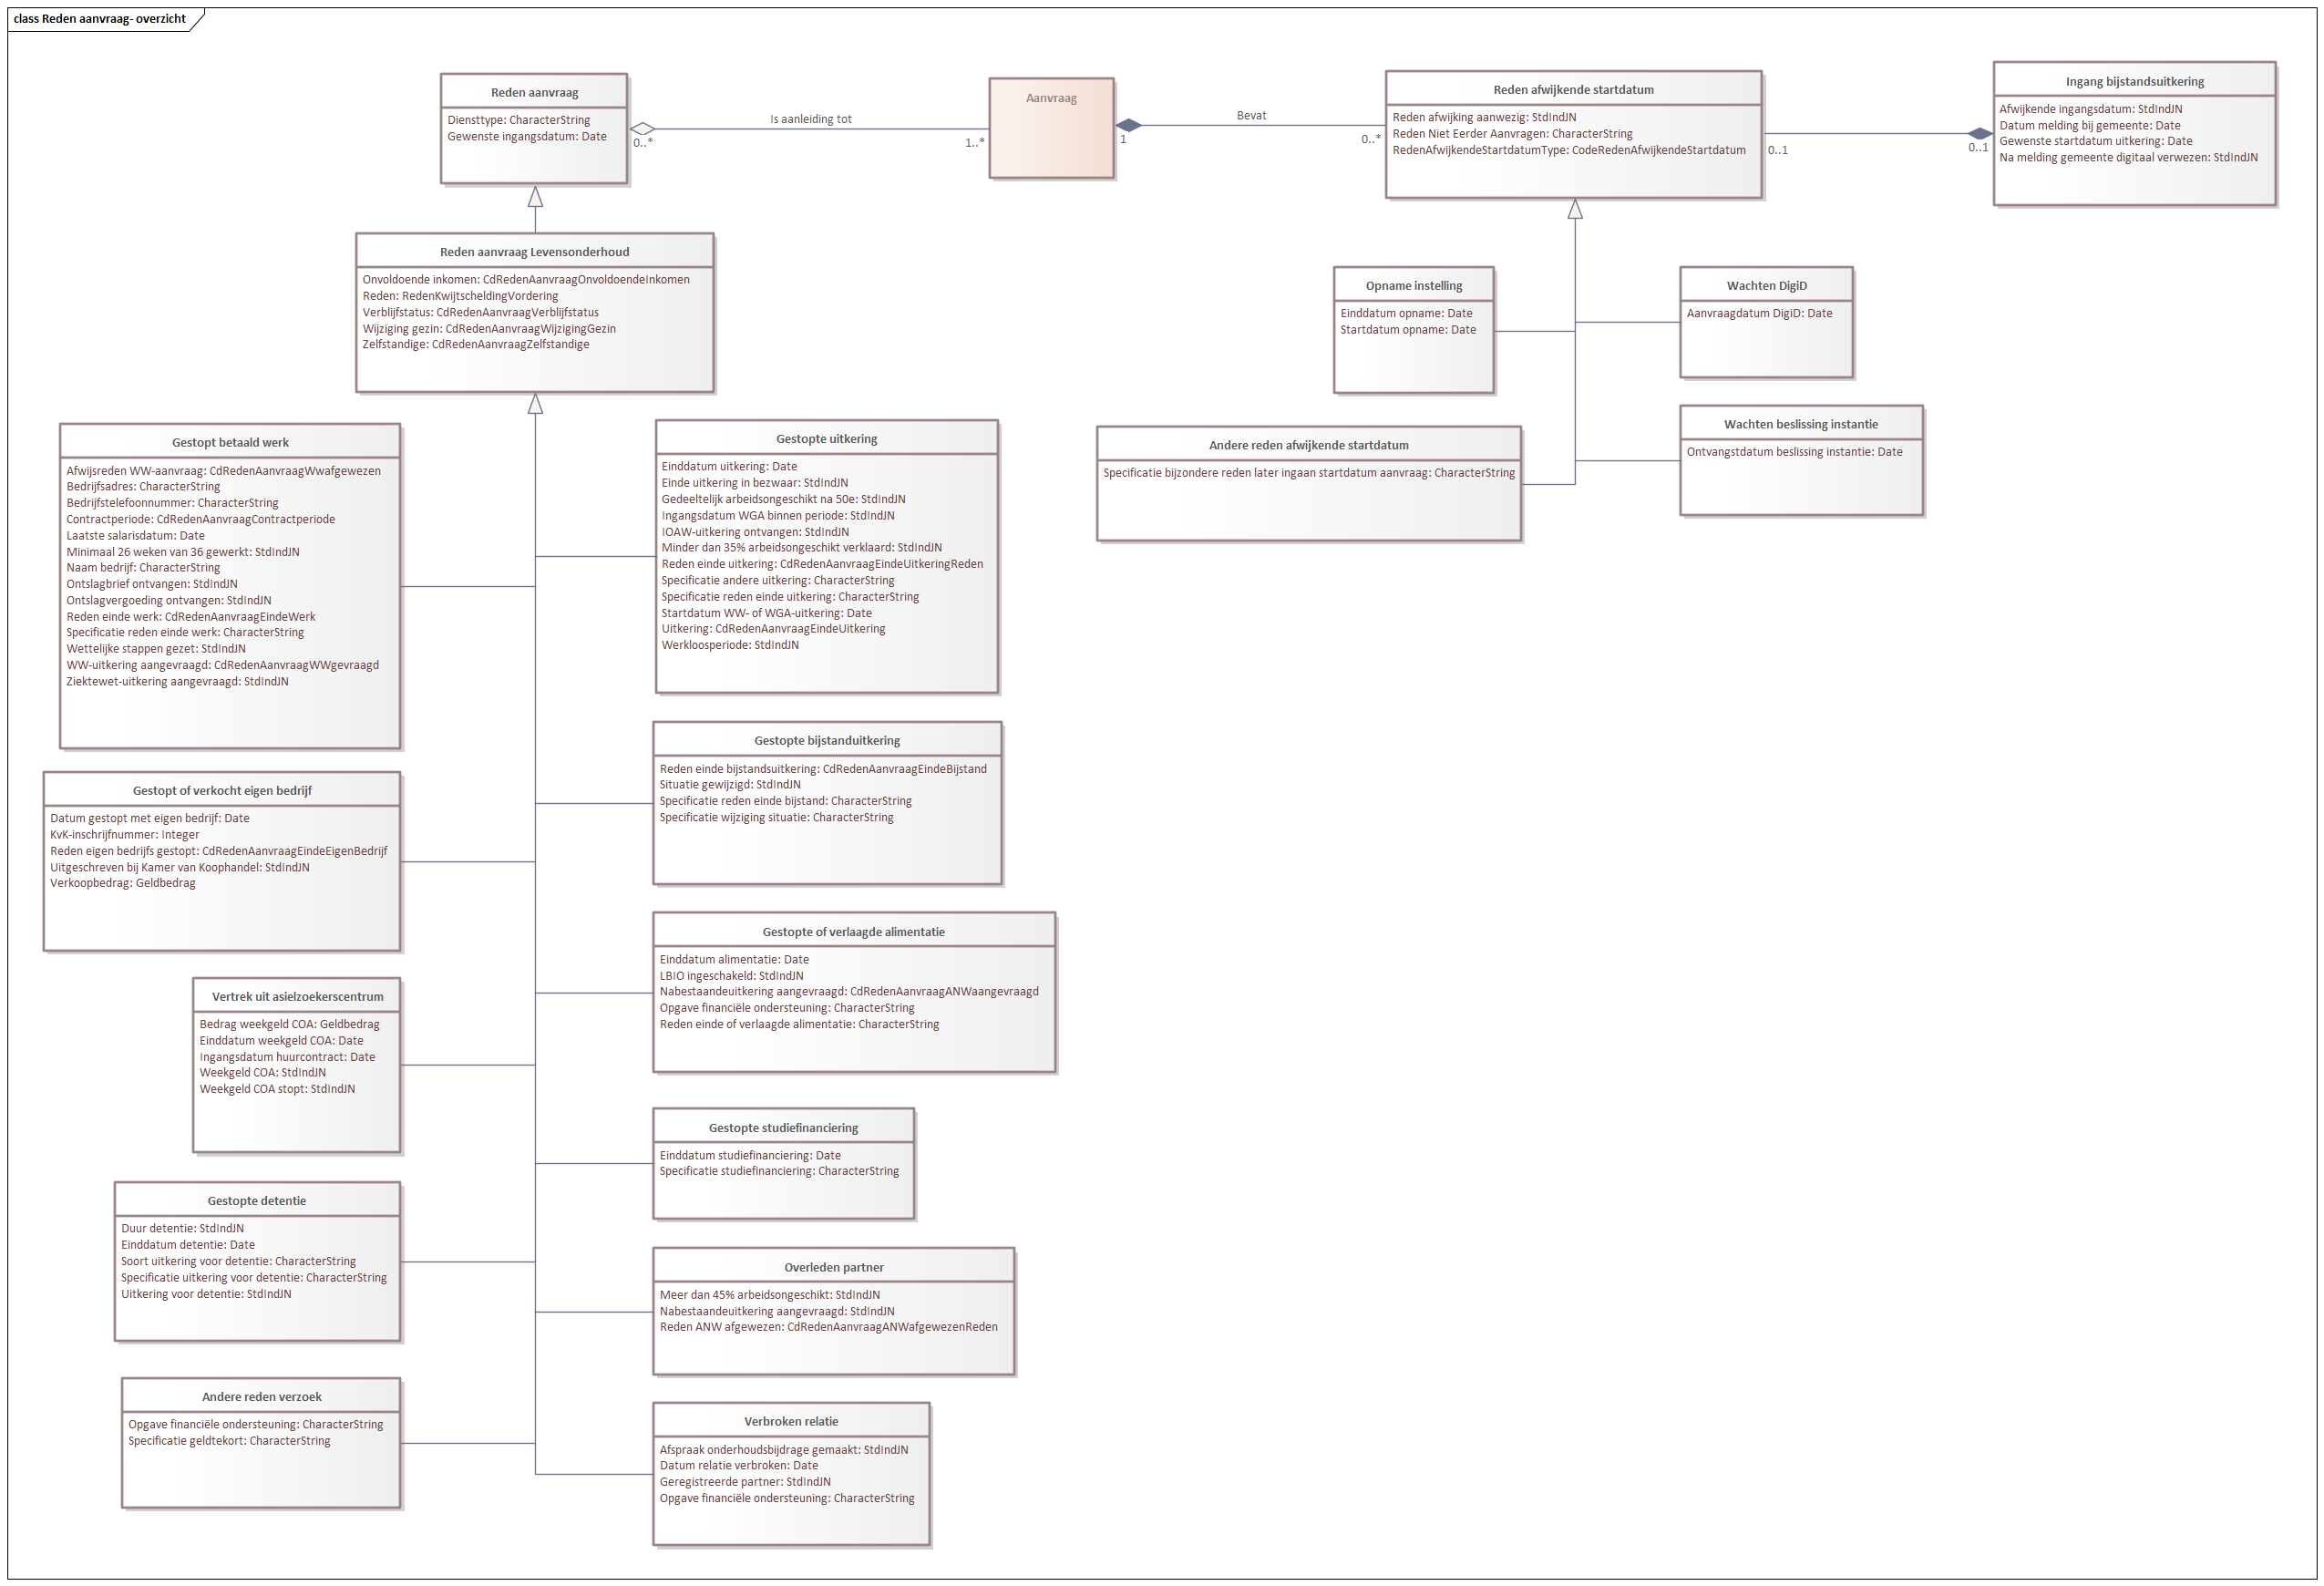 class Reden aanvraag- overzicht
Reden aanvraag
Diensttype: CharacterString
Gewenste ingangsdatum: Date
0..*
Is aanleiding tot
1..*
Aanvraag
1
Bevat
0..*
Reden afwijkende startdatum
Reden afwijking aanwezig: StdIndJN
Reden Niet Eerder Aanvragen: CharacterString
RedenAfwijkendeStartdatumType: CodeRedenAfwijkendeStartdatum
0..1
0..1
Ingang bijstandsuitkering
Afwijkende ingangsdatum: StdIndJN
Datum melding bij gemeente: Date
Gewenste startdatum uitkering: Date
Na melding gemeente digitaal verwezen: StdIndJN
Reden aanvraag Levensonderhoud
Onvoldoende inkomen: CdRedenAanvraagOnvoldoendeInkomen
Reden: RedenKwijtscheldingVordering
Verblijfstatus: CdRedenAanvraagVerblijfstatus
Wijziging gezin: CdRedenAanvraagWijzigingGezin
Zelfstandige: CdRedenAanvraagZelfstandige
Opname instelling
Einddatum opname: Date
Startdatum opname: Date
Wachten DigiD
Aanvraagdatum DigiD: Date
Andere reden afwijkende startdatum
Specificatie bijzondere reden later ingaan startdatum aanvraag: CharacterString
Wachten beslissing instantie
Ontvangstdatum beslissing instantie: Date
Gestopt betaald werk
Afwijsreden WW-aanvraag: CdRedenAanvraagWwafgewezen
Bedrijfsadres: CharacterString
Bedrijfstelefoonnummer: CharacterString
Contractperiode: CdRedenAanvraagContractperiode
Laatste salarisdatum: Date
Minimaal 26 weken van 36 gewerkt: StdIndJN
Naam bedrijf: CharacterString
Ontslagbrief ontvangen: StdIndJN
Ontslagvergoeding ontvangen: StdIndJN
Reden einde werk: CdRedenAanvraagEindeWerk
Specificatie reden einde werk: CharacterString
Wettelijke stappen gezet: StdIndJN
WW-uitkering aangevraagd: CdRedenAanvraagWWgevraagd
Ziektewet-uitkering aangevraagd: StdIndJN
Gestopte uitkering
Einddatum uitkering: Date
Einde uitkering in bezwaar: StdIndJN
Gedeeltelijk arbeidsongeschikt na 50e: StdIndJN
Ingangsdatum WGA binnen periode: StdIndJN
IOAW-uitkering ontvangen: StdIndJN
Minder dan 35% arbeidsongeschikt verklaard: StdIndJN
Reden einde uitkering: CdRedenAanvraagEindeUitkeringReden
Specificatie andere uitkering: CharacterString
Specificatie reden einde uitkering: CharacterString
Startdatum WW- of WGA-uitkering: Date
Uitkering: CdRedenAanvraagEindeUitkering
Werkloosperiode: StdIndJN
Gestopte bijstanduitkering
Reden einde bijstandsuitkering: CdRedenAanvraagEindeBijstand
Situatie gewijzigd: StdIndJN
Specificatie reden einde bijstand: CharacterString
Specificatie wijziging situatie: CharacterString
Gestopt of verkocht eigen bedrijf
Datum gestopt met eigen bedrijf: Date
KvK-inschrijfnummer: Integer
Reden eigen bedrijfs gestopt: CdRedenAanvraagEindeEigenBedrijf
Uitgeschreven bij Kamer van Koophandel: StdIndJN
Verkoopbedrag: Geldbedrag
Gestopte of verlaagde alimentatie
Einddatum alimentatie: Date
LBIO ingeschakeld: StdIndJN
Nabestaandeuitkering aangevraagd: CdRedenAanvraagANWaangevraagd
Opgave financiële ondersteuning: CharacterString
Reden einde of verlaagde alimentatie: CharacterString
Vertrek uit asielzoekerscentrum
Bedrag weekgeld COA: Geldbedrag
Einddatum weekgeld COA: Date
Ingangsdatum huurcontract: Date
Weekgeld COA: StdIndJN
Weekgeld COA stopt: StdIndJN
Gestopte studiefinanciering
Einddatum studiefinanciering: Date
Specificatie studiefinanciering: CharacterString
Gestopte detentie
Duur detentie: StdIndJN
Einddatum detentie: Date
Soort uitkering voor detentie: CharacterString
Specificatie uitkering voor detentie: CharacterString
Uitkering voor detentie: StdIndJN
Overleden partner
Meer dan 45% arbeidsongeschikt: StdIndJN
Nabestaandeuitkering aangevraagd: StdIndJN
Reden ANW afgewezen: CdRedenAanvraagANWafgewezenReden
Andere reden verzoek
Opgave financiële ondersteuning: CharacterString
Specificatie geldtekort: CharacterString
Verbroken relatie
Afspraak onderhoudsbijdrage gemaakt: StdIndJN
Datum relatie verbroken: Date
Geregistreerde partner: StdIndJN
Opgave financiële ondersteuning: CharacterString